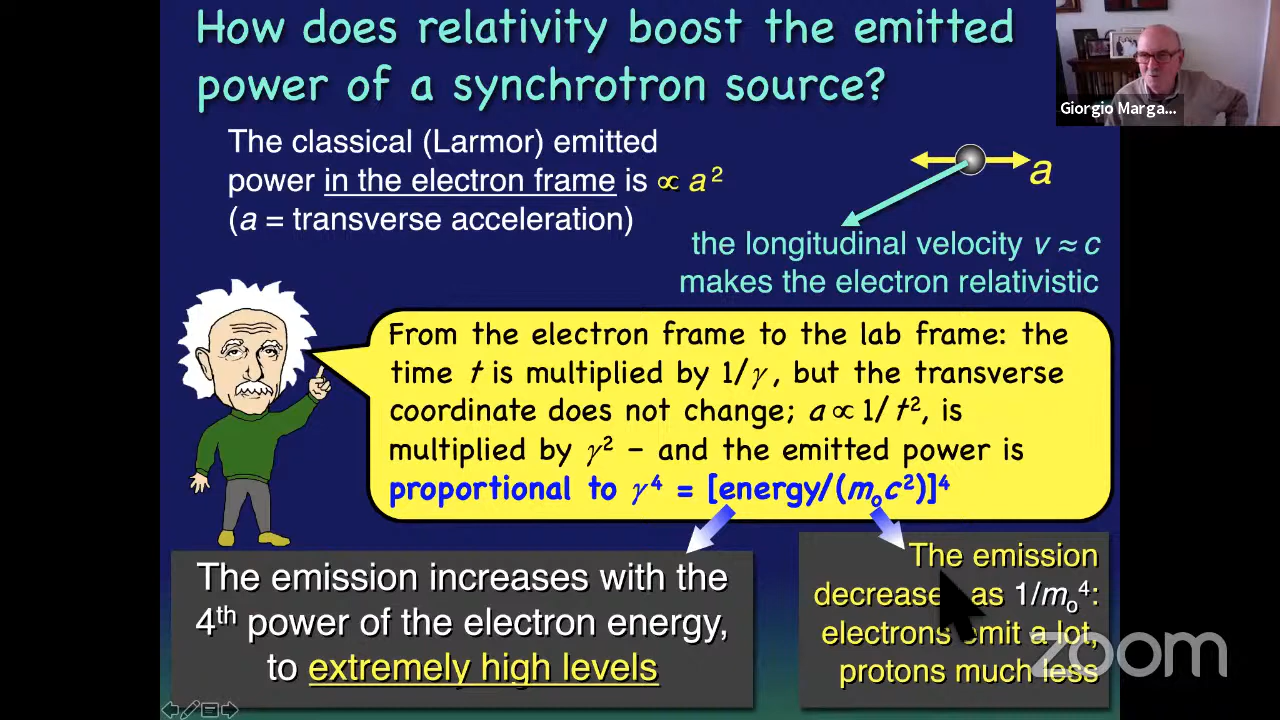 How does relativity boost the emitted
power of a synchrotron source?
Giorgio Marga...
The classical (Larmor) emitted
power in the electron frame is ∝ a²
(a = transverse acceleration)
a
the longitudinal velocity v ≈ c
makes the electron relativistic
From the electron frame to the lab frame: the
time t is multiplied by 1/γ, but the transverse
coordinate does not change; a ∝ 1/t², is
multiplied by γ² – and the emitted power is
proportional to γ⁴ = [energy/(m₀c²)]⁴
The emission increases with the
4th power of the electron energy,
to extremely high levels
The emission
decreases as 1/m₀⁴:
electrons emit a lot,
protons much less
zoom